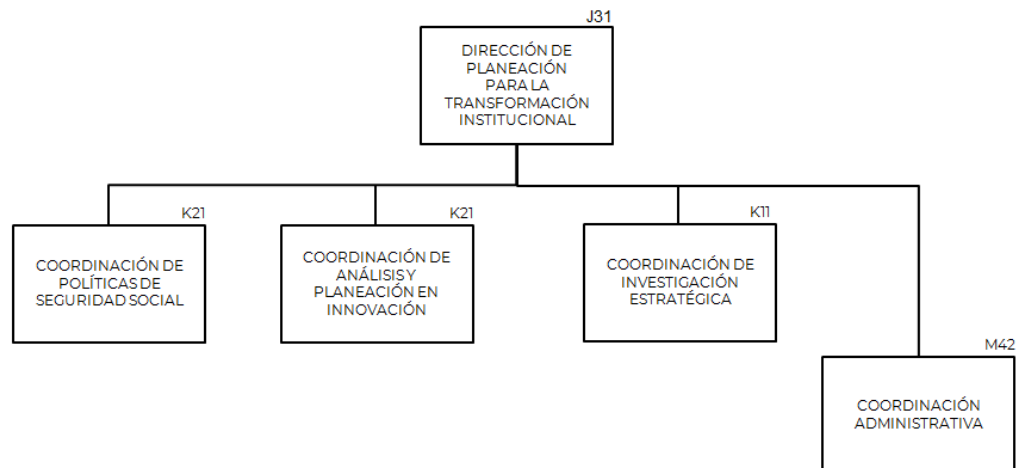 J31
DIRECCIÓN DE
PLANEACIÓN
PARA LA
TRANSFORMACIÓN
INSTITUCIONAL
K21
COORDINACIÓN DE
POLÍTICAS DE
SEGURIDAD SOCIAL
K21
COORDINACIÓN DE
ANÁLISIS Y
PLANEACIÓN EN
INNOVACIÓN
K11
COORDINACIÓN DE
INVESTIGACIÓN
ESTRATÉGICA
M42
COORDINACIÓN
ADMINISTRATIVA